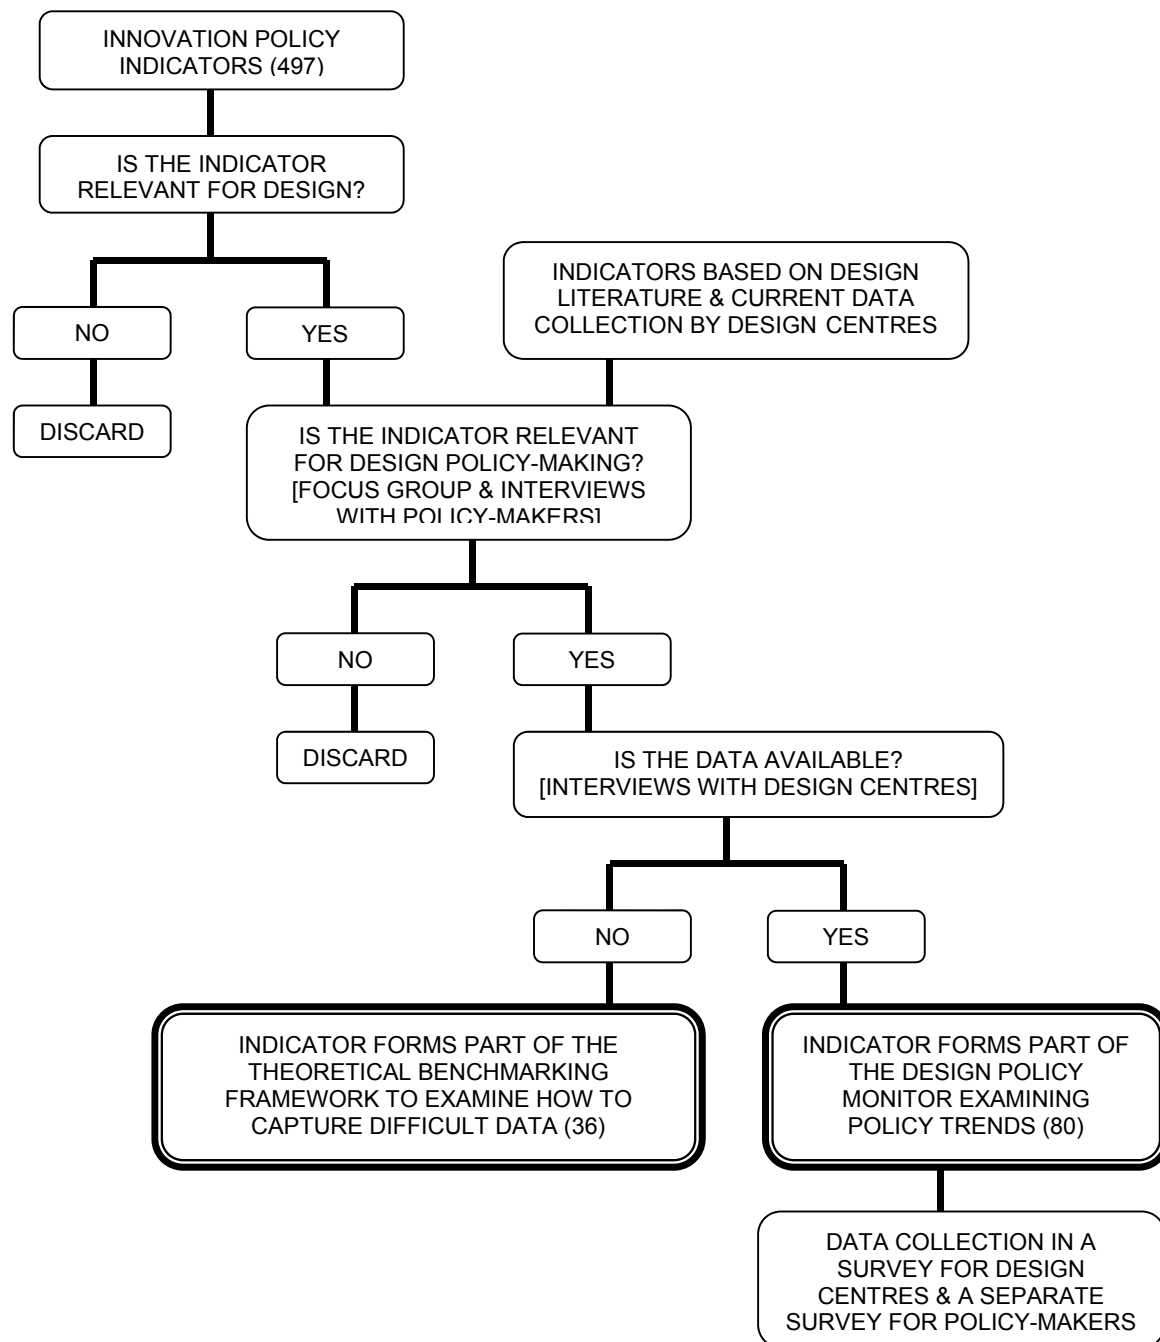 INNOVATION POLICY
INDICATORS (497)
IS THE INDICATOR
RELEVANT FOR DESIGN?
INDICATORS BASED ON DESIGN
LITERATURE & CURRENT DATA
COLLECTION BY DESIGN CENTRES
NO
YES
DISCARD
IS THE INDICATOR RELEVANT
FOR DESIGN POLICY-MAKING?
[FOCUS GROUP & INTERVIEWS
WITH POLICY-MAKERS]
NO
YES
DISCARD
IS THE DATA AVAILABLE?
[INTERVIEWS WITH DESIGN CENTRES]
NO
YES
INDICATOR FORMS PART OF THE
THEORETICAL BENCHMARKING
FRAMEWORK TO EXAMINE HOW TO
CAPTURE DIFFICULT DATA (36)
INDICATOR FORMS PART OF
THE DESIGN POLICY
MONITOR EXAMINING
POLICY TRENDS (80)
DATA COLLECTION IN A
SURVEY FOR DESIGN
CENTRES & A SEPARATE
SURVEY FOR POLICY-MAKERS